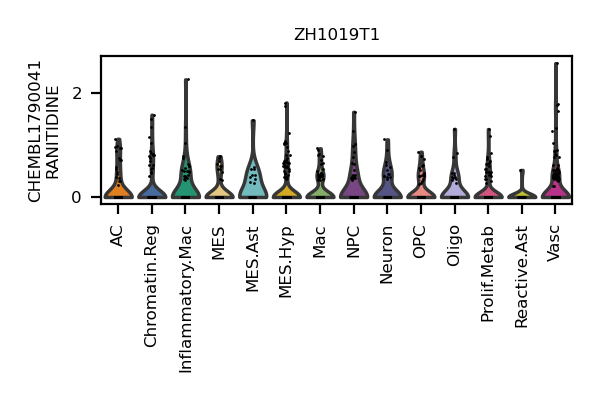 ZH1019T1
CHEMBL1790041
RANITIDINE
2
0
AC
Chromatin.Reg
Inflammatory.Mac
MES
MES.Ast
MES.Hyp
Mac
NPC
Neuron
OPC
Oligo
Prolif.Metab
Reactive.Ast
Vasc